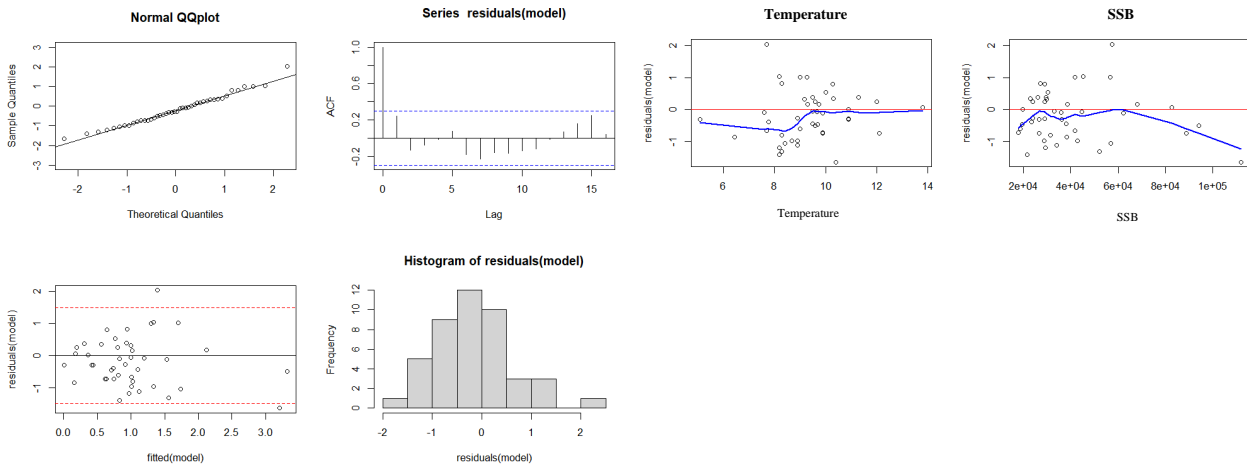 Normal QQplot
Sample Quantiles
-3 -2 -1 0 1 2 3
-2 -1 0 1 2
Theoretical Quantiles
Series residuals(model)
ACF
-0.2 0.2 0.6 1.0
0 5 10 15
Lag
Temperature
residuals(model)
-1 0 1 2
6 8 10 12 14
Temperature
SSB
residuals(model)
-1 0 1 2
2e+04 4e+04 6e+04 8e+04 1e+05
SSB
residuals(model)
-1 0 1 2
0.0 0.5 1.0 1.5 2.0 2.5 3.0
fitted(model)
Histogram of residuals(model)
Frequency
0 2 4 6 8 12
-2 -1 0 1 2
residuals(model)